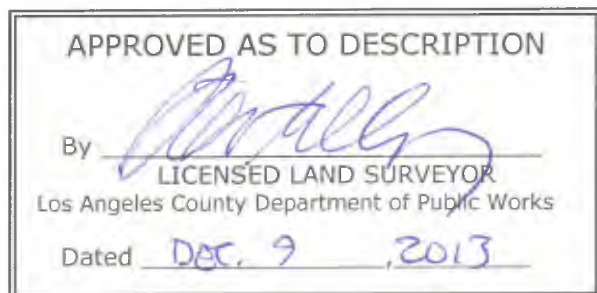 APPROVED AS TO DESCRIPTION
By
LICENSED LAND SURVEYOR
Los Angeles County Department of Public Works
Dated DEC. 9, 2013